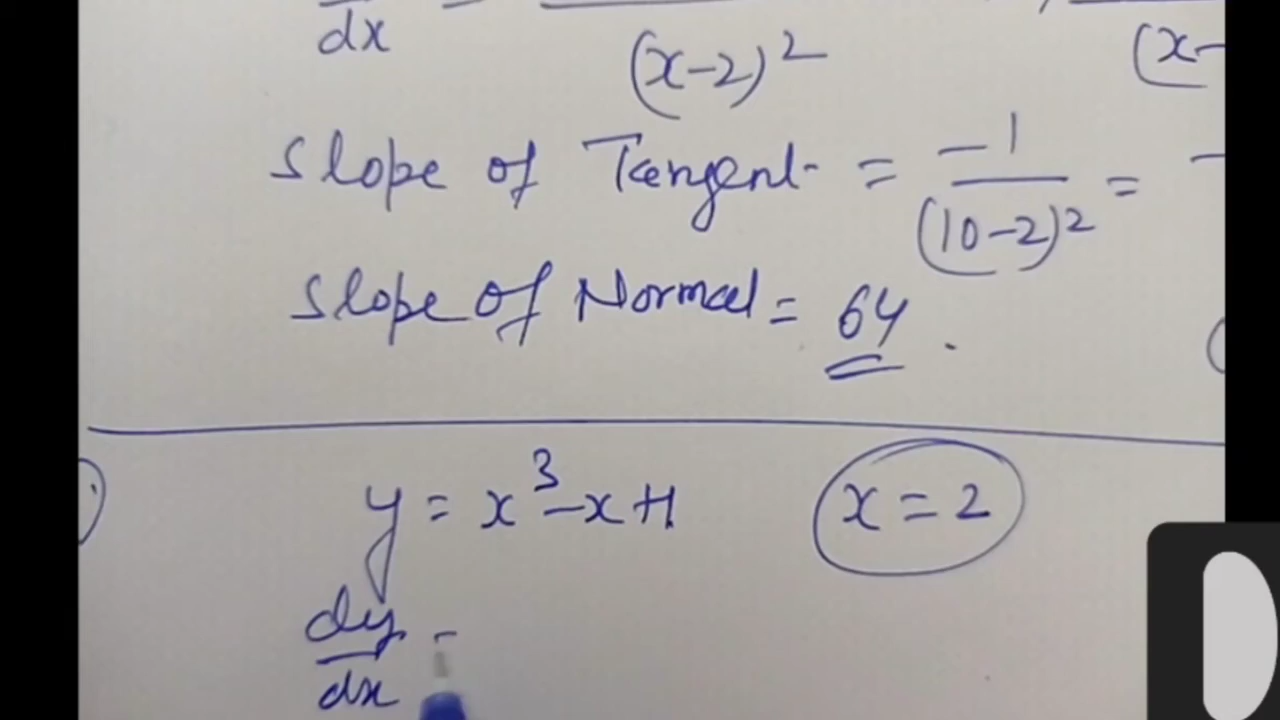 dx = (x-2)² , (x-
Slope of Tangent = -1/(10-2)² = -
Slope of Normal = 64.
y = x³-x+1 x=2
dy/dx =